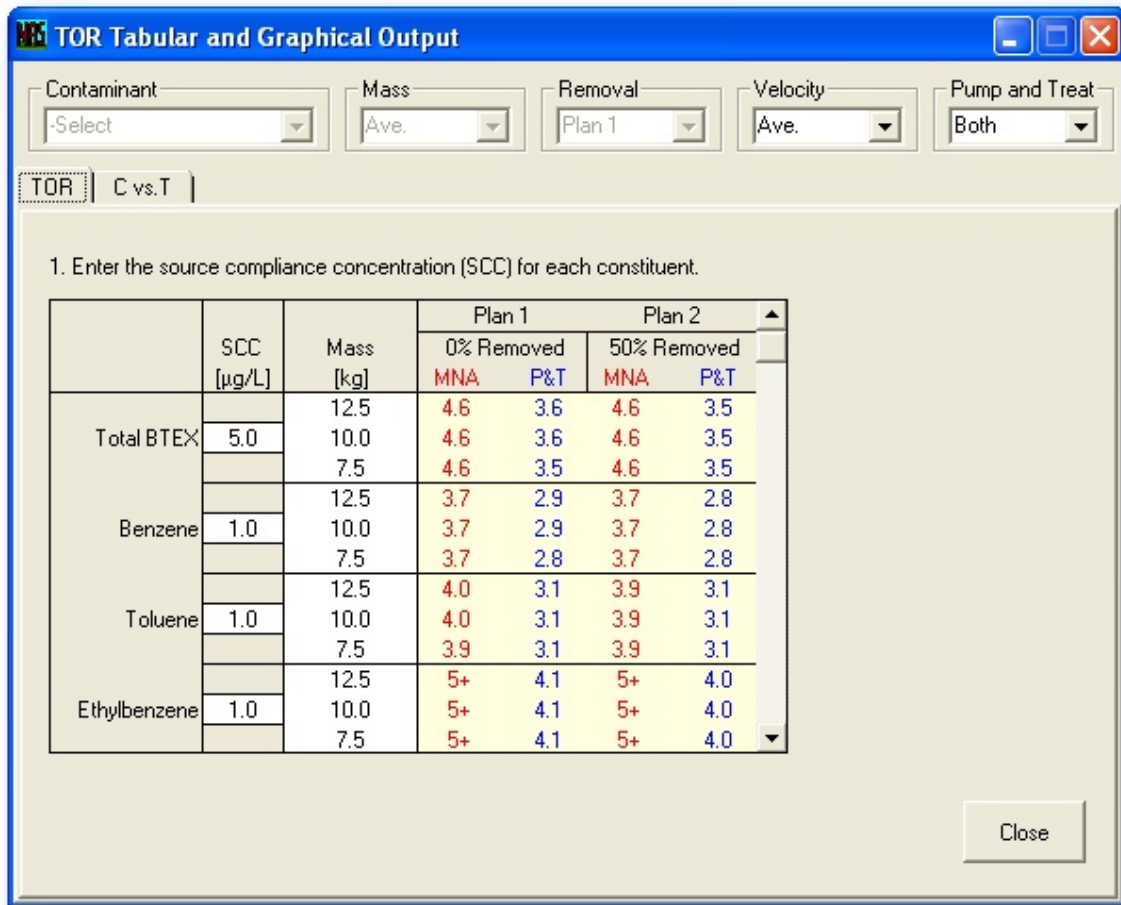 NAS TOR Tabular and Graphical Output
Contaminant Mass Removal Velocity Pump and Treat
-Select Ave. Plan 1 Ave. Both
TOR C vs.T
1. Enter the source compliance concentration (SCC) for each constituent.
Plan 1 Plan 2
SCC Mass 0% Removed 50% Removed
[µg/L] [kg] MNA P&T MNA P&T
12.5 4.6 3.6 4.6 3.5
Total BTEX 5.0 10.0 4.6 3.6 4.6 3.5
7.5 4.6 3.5 4.6 3.5
12.5 3.7 2.9 3.7 2.8
Benzene 1.0 10.0 3.7 2.9 3.7 2.8
7.5 3.7 2.8 3.7 2.8
12.5 4.0 3.1 3.9 3.1
Toluene 1.0 10.0 4.0 3.1 3.9 3.1
7.5 3.9 3.1 3.9 3.1
12.5 5+ 4.1 5+ 4.0
Ethylbenzene 1.0 10.0 5+ 4.1 5+ 4.0
7.5 5+ 4.1 5+ 4.0
Close